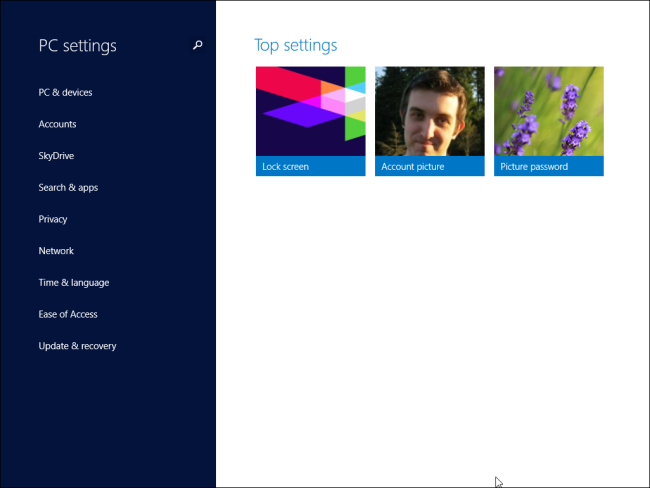 PC settings
PC & devices
Accounts
SkyDrive
Search & apps
Privacy
Network
Time & language
Ease of Access
Update & recovery
Top settings
Lock screen
Account picture
Picture password